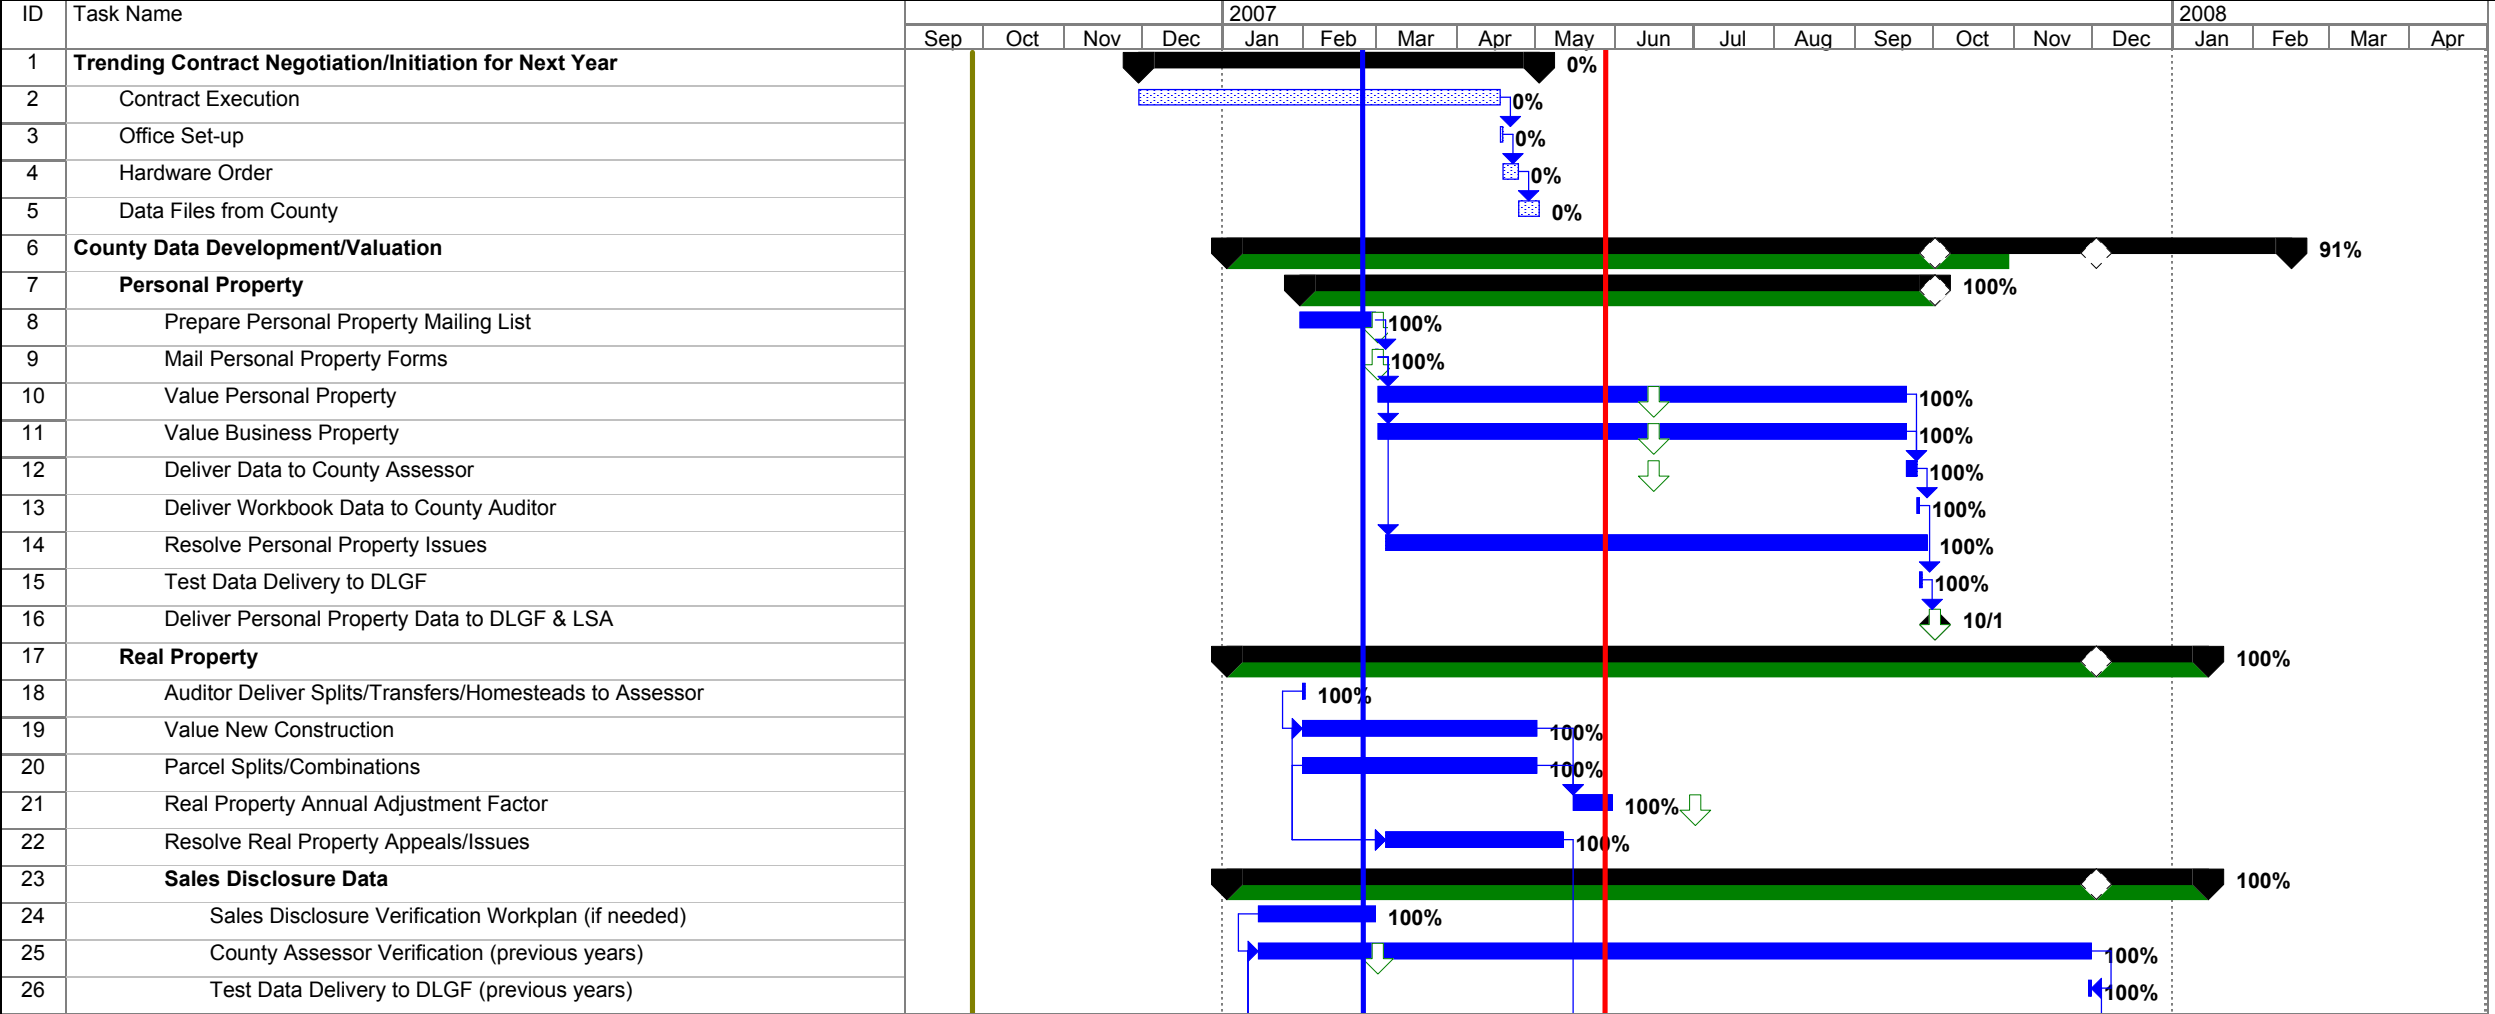 ID Task Name 2007 2008
Sep Oct Nov Dec Jan Feb Mar Apr May Jun Jul Aug Sep Oct Nov Dec Jan Feb Mar Apr
1 Trending Contract Negotiation/Initiation for Next Year 0%
2 Contract Execution 0%
3 Office Set-up 0%
4 Hardware Order 0%
5 Data Files from County 0%
6 County Data Development/Valuation 91%
7 Personal Property 100%
8 Prepare Personal Property Mailing List 100%
9 Mail Personal Property Forms 100%
10 Value Personal Property 100%
11 Value Business Property 100%
12 Deliver Data to County Assessor 100%
13 Deliver Workbook Data to County Auditor 100%
14 Resolve Personal Property Issues 100%
15 Test Data Delivery to DLGF 100%
16 Deliver Personal Property Data to DLGF & LSA 10/1
17 Real Property 100%
18 Auditor Deliver Splits/Transfers/Homesteads to Assessor 100%
19 Value New Construction 100%
20 Parcel Splits/Combinations 100%
21 Real Property Annual Adjustment Factor 100%
22 Resolve Real Property Appeals/Issues 100%
23 Sales Disclosure Data 100%
24 Sales Disclosure Verification Workplan (if needed) 100%
25 County Assessor Verification (previous years) 100%
26 Test Data Delivery to DLGF (previous years) 100%